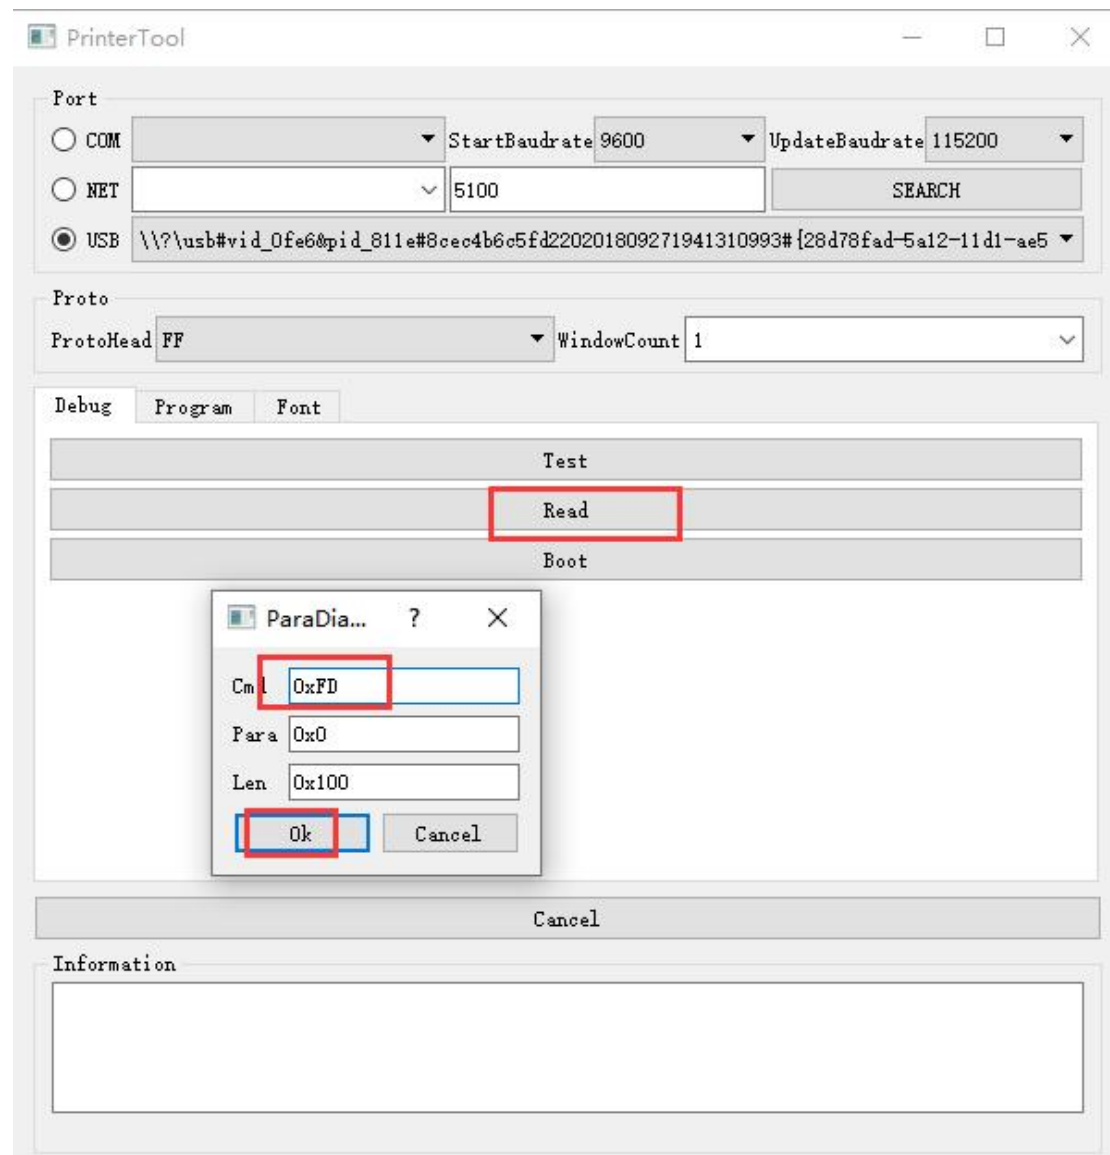 PrinterTool
Port
COM StartBaudrate 9600 UpdateBaudrate 115200
NET 5100 SEARCH
USB \\?\usb#vid_0fe6&pid_811e#8cec4b6c5fd220201809271941310993#{28d78fad-5a12-11d1-ae5
Proto
ProtoHead FF WindowCount 1
Debug Program Font
Test
Read
Boot
ParaDia... ?
Cmd 0xFD
Para 0x0
Len 0x100
Ok Cancel
Cancel
Information